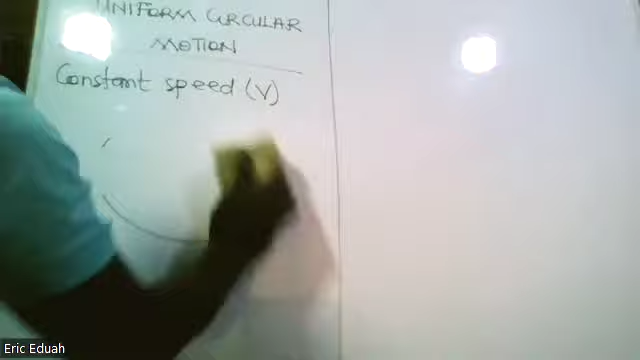 UNIFORM CIRCULAR
MOTION
Constant speed (V)
Eric Eduah